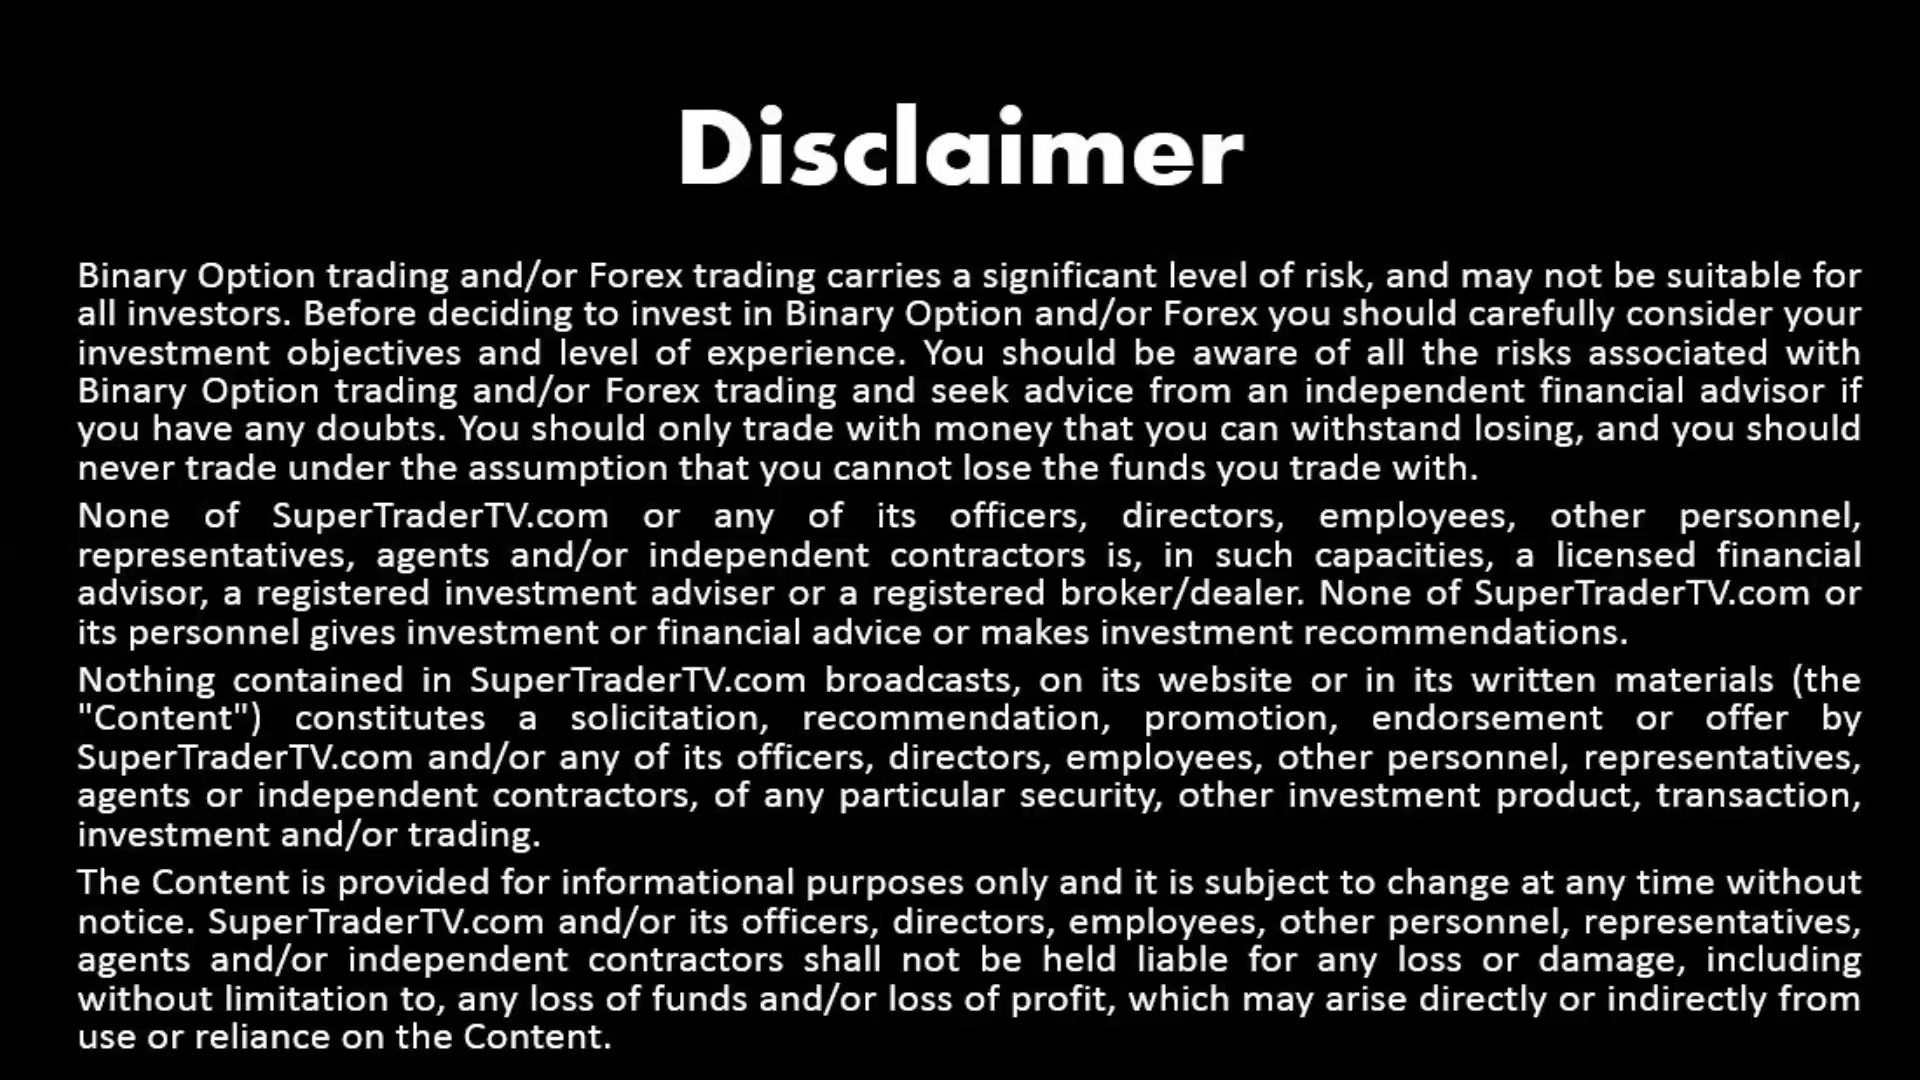 Disclaimer
Binary Option trading and/or Forex trading carries a significant level of risk, and may not be suitable for
all investors. Before deciding to invest in Binary Option and/or Forex you should carefully consider your
investment objectives and level of experience. You should be aware of all the risks associated with
Binary Option trading and/or Forex trading and seek advice from an independent financial advisor if
you have any doubts. You should only trade with money that you can withstand losing, and you should
never trade under the assumption that you cannot lose the funds you trade with.
None of SuperTraderTV.com or any of its officers, directors, employees, other personnel,
representatives, agents and/or independent contractors is, in such capacities, a licensed financial
advisor, a registered investment adviser or a registered broker/dealer. None of SuperTraderTV.com or
its personnel gives investment or financial advice or makes investment recommendations.
Nothing contained in SuperTraderTV.com broadcasts, on its website or in its written materials (the
"Content") constitutes a solicitation, recommendation, promotion, endorsement or offer by
SuperTraderTV.com and/or any of its officers, directors, employees, other personnel, representatives,
agents or independent contractors, of any particular security, other investment product, transaction,
investment and/or trading.
The Content is provided for informational purposes only and it is subject to change at any time without
notice. SuperTraderTV.com and/or its officers, directors, employees, other personnel, representatives,
agents and/or independent contractors shall not be held liable for any loss or damage, including
without limitation to, any loss of funds and/or loss of profit, which may arise directly or indirectly from
use or reliance on the Content.